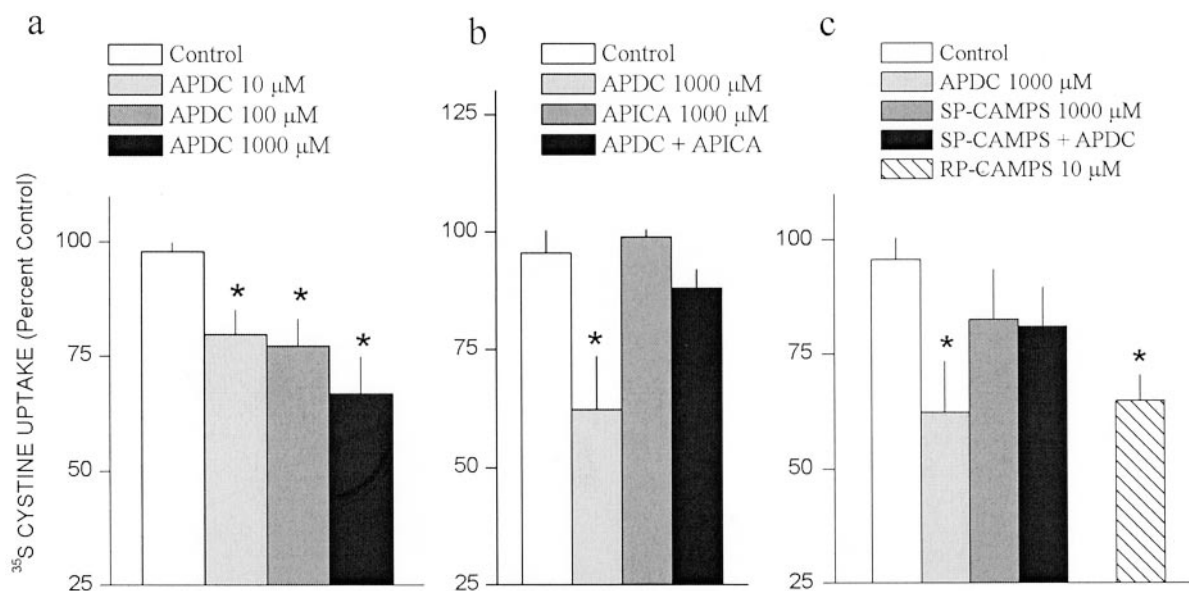 a
Control
APDC 10 μM
APDC 100 μM
APDC 1000 μM
³⁵S CYSTINE UPTAKE (Percent Control)
100
75
50
25
*
*
*
b
Control
APDC 1000 μM
APICA 1000 μM
APDC + APICA
125
100
75
50
25
*
c
Control
APDC 1000 μM
SP-CAMPS 1000 μM
SP-CAMPS + APDC
RP-CAMPS 10 μM
100
75
50
25
*
*